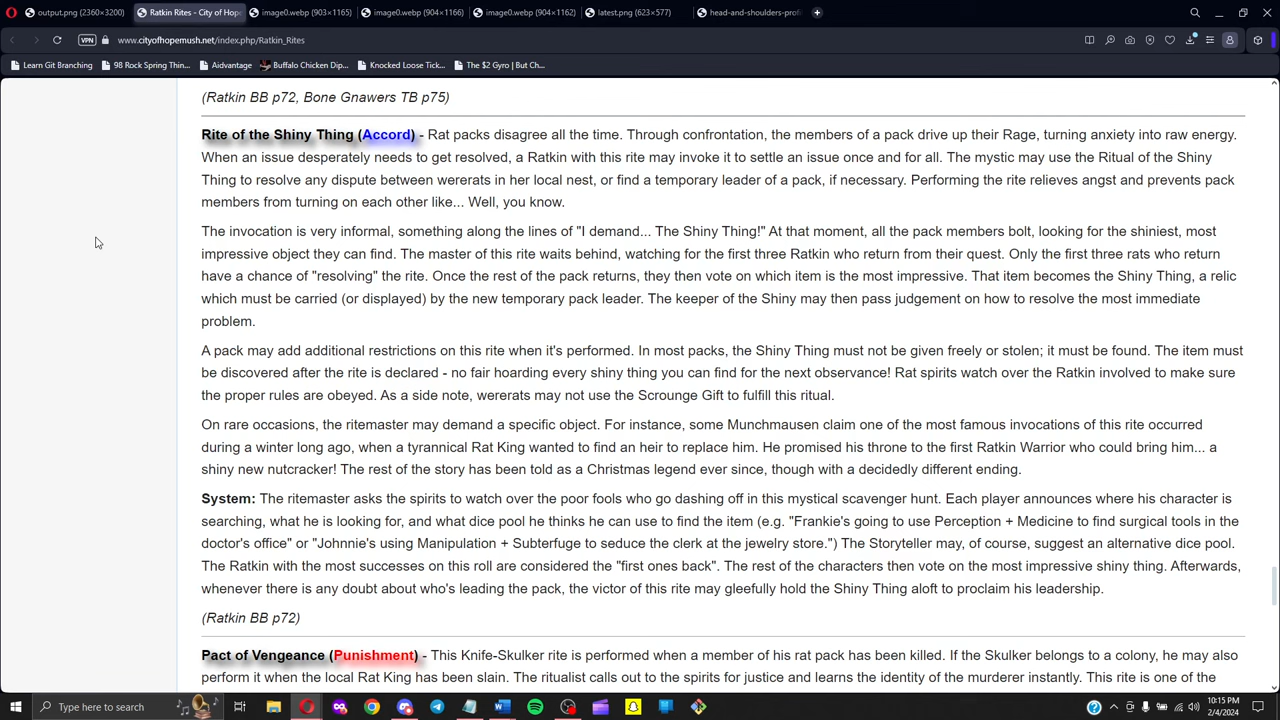 output.png (2360×3200)
Ratkin Rites - City of Hop
image0.webp (903×1165)
image0.webp (904×1166)
image0.webp (904×1162)
latest.png (623×577)
head-and-shoulders-prof
VPN
www.cityofhopemush.net/index.php/Ratkin_Rites
Learn Git Branching
98 Rock Spring Thin...
Aidvantage
Buffalo Chicken Dip...
Knocked Loose Tick...
The $2 Gyro | But Ch...
(Ratkin BB p72, Bone Gnawers TB p75)
Rite of the Shiny Thing (Accord) - Rat packs disagree all the time. Through confrontation, the members of a pack drive up their Rage, turning anxiety into raw energy.
When an issue desperately needs to get resolved, a Ratkin with this rite may invoke it to settle an issue once and for all. The mystic may use the Ritual of the Shiny
Thing to resolve any dispute between wererats in her local nest, or find a temporary leader of a pack, if necessary. Performing the rite relieves angst and prevents pack
members from turning on each other like... Well, you know.
The invocation is very informal, something along the lines of "I demand... The Shiny Thing!" At that moment, all the pack members bolt, looking for the shiniest, most
impressive object they can find. The master of this rite waits behind, watching for the first three Ratkin who return from their quest. Only the first three rats who return
have a chance of "resolving" the rite. Once the rest of the pack returns, they then vote on which item is the most impressive. That item becomes the Shiny Thing, a relic
which must be carried (or displayed) by the new temporary pack leader. The keeper of the Shiny may then pass judgement on how to resolve the most immediate
problem.
A pack may add additional restrictions on this rite when it's performed. In most packs, the Shiny Thing must not be given freely or stolen; it must be found. The item must
be discovered after the rite is declared - no fair hoarding every shiny thing you can find for the next observance! Rat spirits watch over the Ratkin involved to make sure
the proper rules are obeyed. As a side note, wererats may not use the Scrounge Gift to fulfill this ritual.
On rare occasions, the ritemaster may demand a specific object. For instance, some Munchmausen claim one of the most famous invocations of this rite occurred
during a winter long ago, when a tyrannical Rat King wanted to find an heir to replace him. He promised his throne to the first Ratkin Warrior who could bring him... a
shiny new nutcracker! The rest of the story has been told as a Christmas legend ever since, though with a decidedly different ending.
System: The ritemaster asks the spirits to watch over the poor fools who go dashing off in this mystical scavenger hunt. Each player announces where his character is
searching, what he is looking for, and what dice pool he thinks he can use to find the item (e.g. "Frankie's going to use Perception + Medicine to find surgical tools in the
doctor's office" or "Johnnie's using Manipulation + Subterfuge to seduce the clerk at the jewelry store.") The Storyteller may, of course, suggest an alternative dice pool.
The Ratkin with the most successes on this roll are considered the "first ones back". The rest of the characters then vote on the most impressive shiny thing. Afterwards,
whenever there is any doubt about who's leading the pack, the victor of this rite may gleefully hold the Shiny Thing aloft to proclaim his leadership.
(Ratkin BB p72)
Pact of Vengeance (Punishment) - This Knife-Skulker rite is performed when a member of his rat pack has been killed. If the Skulker belongs to a colony, he may also
perform it when the local Rat King has been slain. The ritualist calls out to the spirits for justice and learns the identity of the murderer instantly. This rite is one of the
Type here to search
10:15 PM
2/4/2024